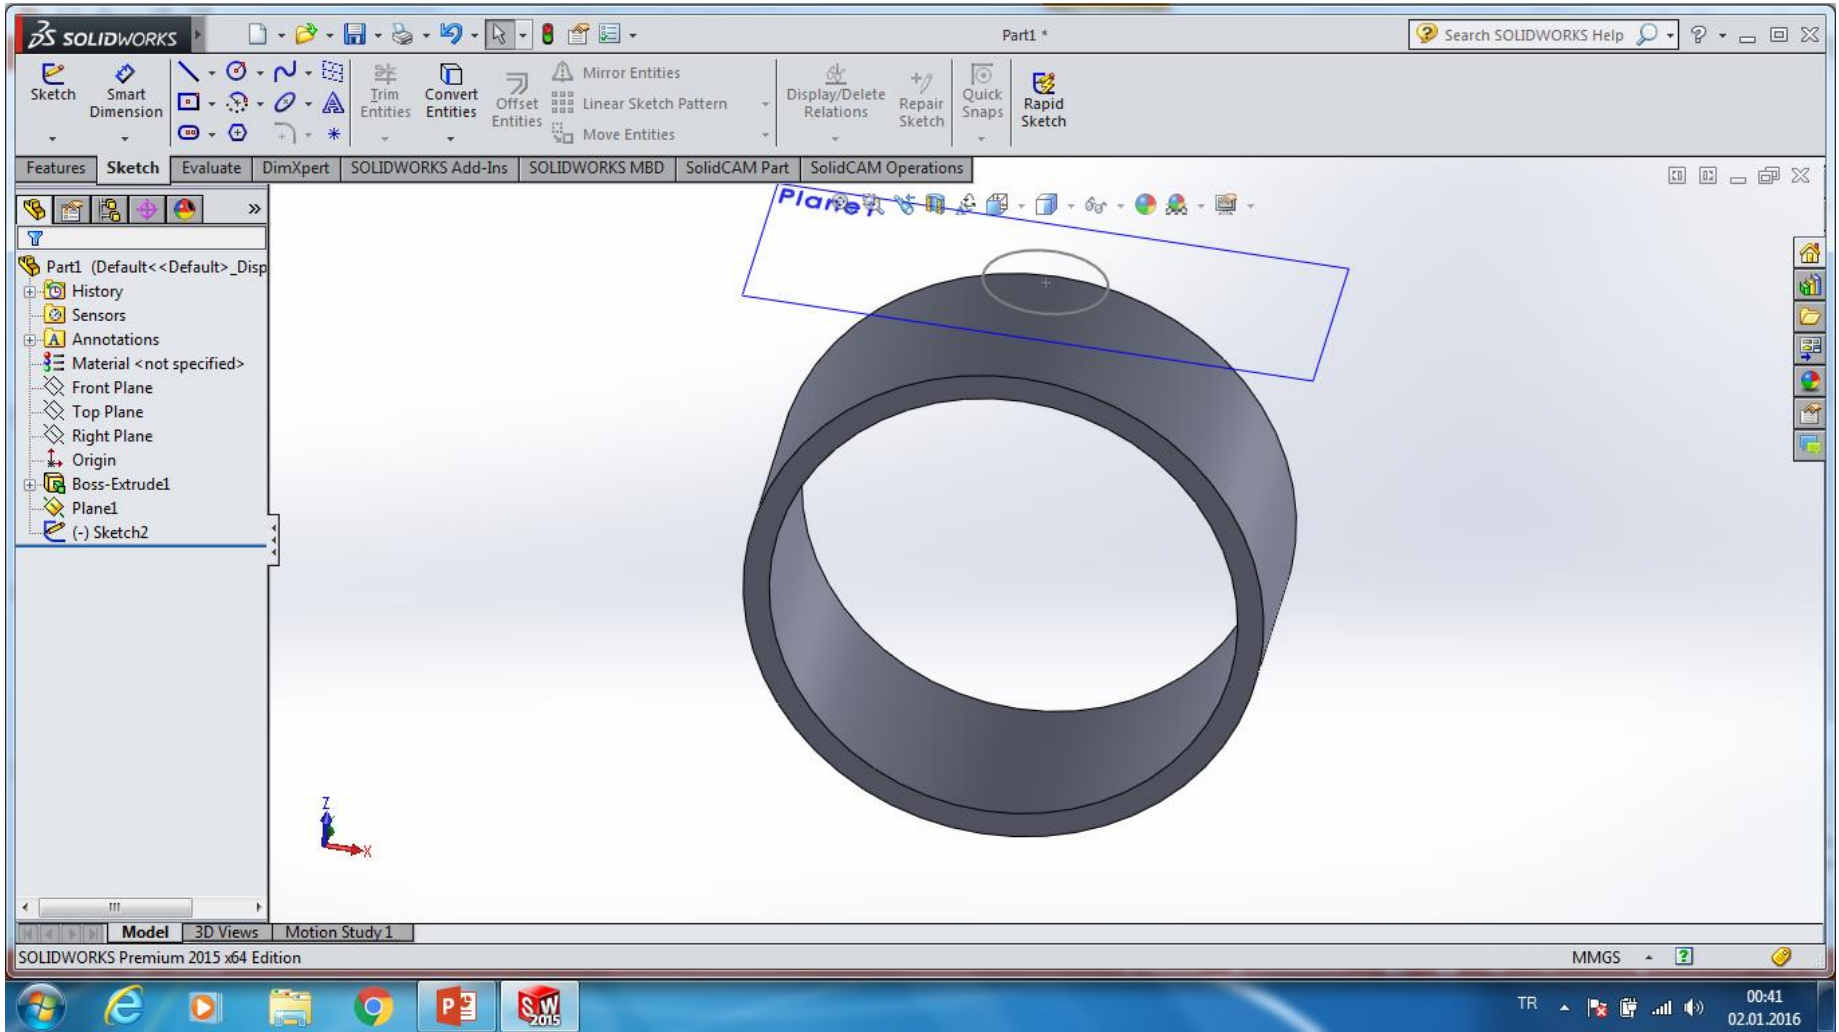 SOLIDWORKS
Part1 *
Search SOLIDWORKS Help
Sketch
Smart Dimension
Trim Entities
Convert Entities
Offset Entities
Mirror Entities
Linear Sketch Pattern
Move Entities
Display/Delete Relations
Repair Sketch
Quick Snaps
Rapid Sketch
Features Sketch Evaluate DimXpert SOLIDWORKS Add-Ins SOLIDWORKS MBD SolidCAM Part SolidCAM Operations
Plane1
Part1 (Default<<Default>_Disp
History
Sensors
A Annotations
Material <not specified>
Front Plane
Top Plane
Right Plane
Origin
Boss-Extrude1
Plane1
(-) Sketch2
Z
X
Model 3D Views Motion Study 1
SOLIDWORKS Premium 2015 x64 Edition
MMGS
TR
00:41
02.01.2016
P
SW
2015